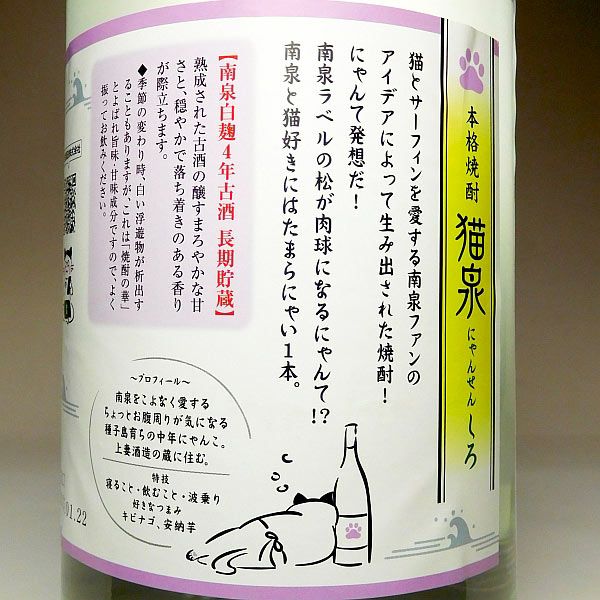 本格焼酎
猫泉
にゃんせん
しろ
猫とサーフィンを愛する南泉ファンの
アイデアによって生み出された焼酎！
にゃんて発想だ！
南泉ラベルの松が肉球になるにゃんて!?
南泉と猫好きにはたまらにゃい1本。
【南泉白麹4年古酒 長期貯蔵】
熟成された古酒の醸すまろやかな甘
さと、穏やかで落ち着きのある香り
が際立ちます。
◆季節の変わり時、白い浮遊物が析出す
ることもありますが、これは「焼酎の華」
とよばれ旨味 甘味成分ですので、よく
振ってお飲みください。
～プロフィール～
南泉をこよなく愛する
ちょっとお腹周りが気になる
種子島育ちの中年にゃんこ。
上妻酒造の蔵に住む。
特技
寝ること・飲むこと・波乗り
好きなつまみ
キビナゴ、安納芋
01.22